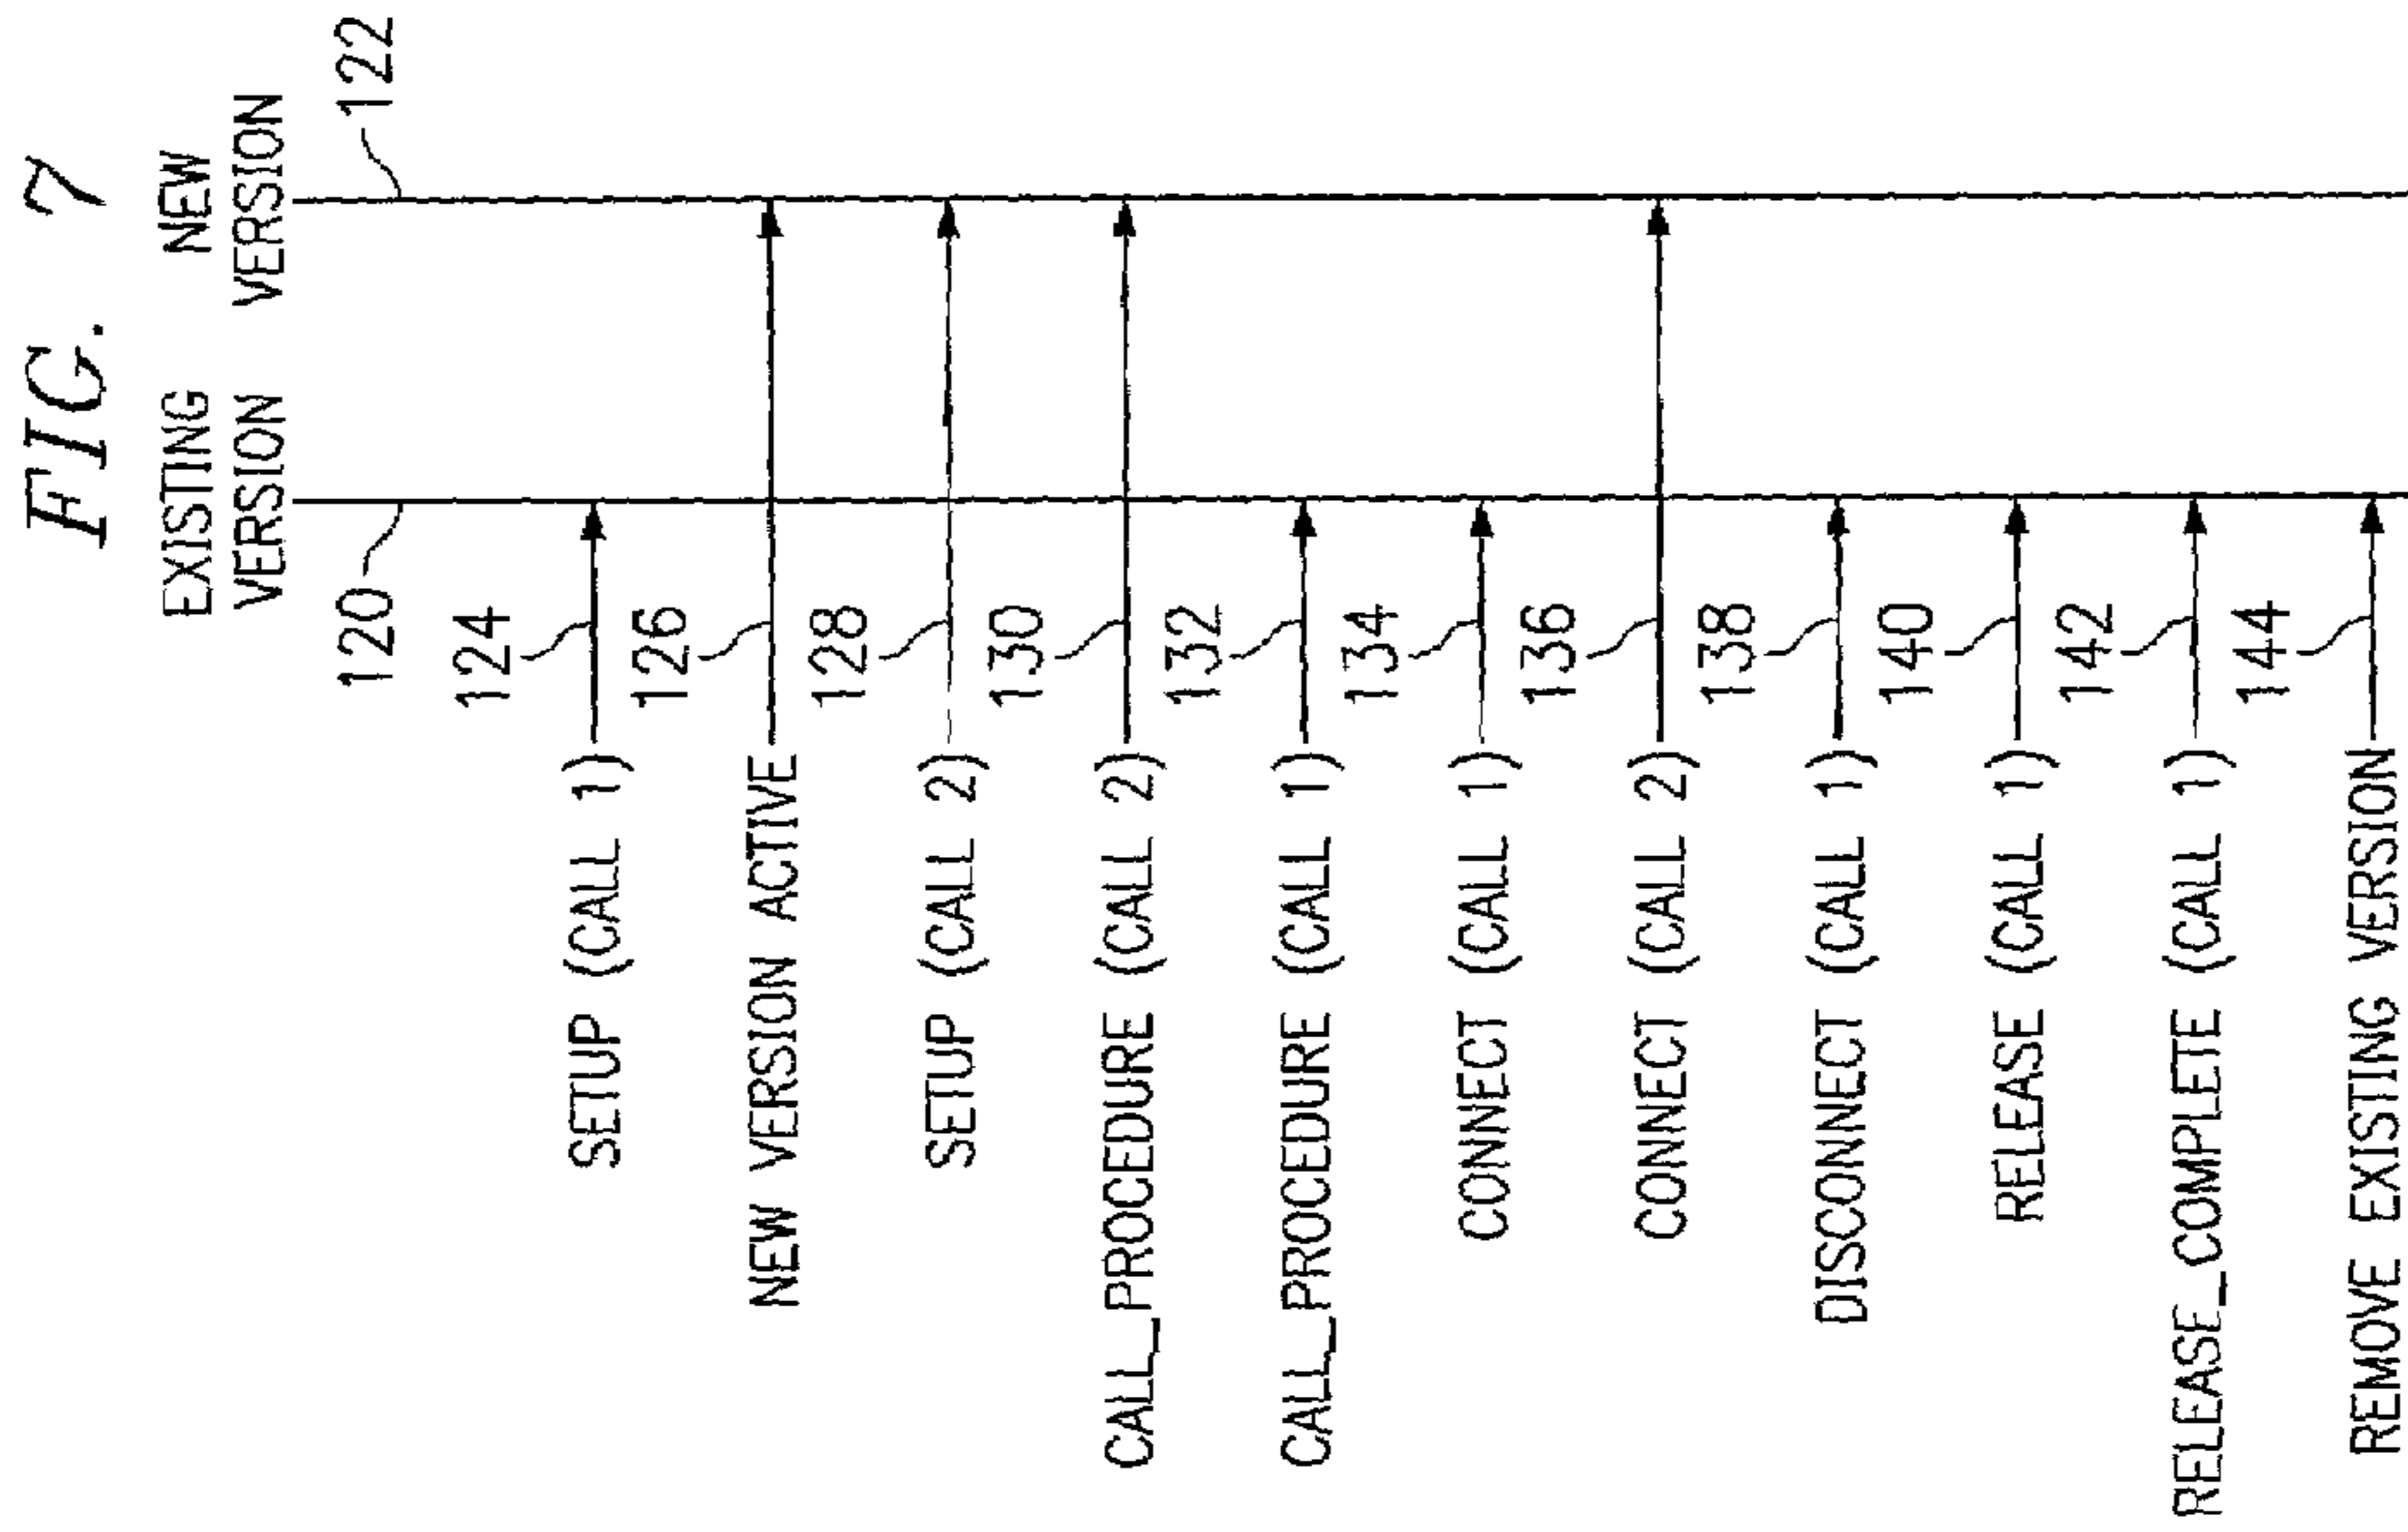 FIG. 7
EXISTING
VERSION
NEW
VERSION
120
122
SETUP (CALL 1)
124
NEW VERSION ACTIVE
126
SETUP (CALL 2)
128
CALL_PROCEDURE (CALL 2)
130
CALL_PROCEDURE (CALL 1)
132
CONNECT (CALL 1)
134
CONNECT (CALL 2)
136
DISCONNECT (CALL 1)
138
RELEASE (CALL 1)
140
RELEASE_COMPLETE (CALL 1)
142
REMOVE EXISTING VERSION
144